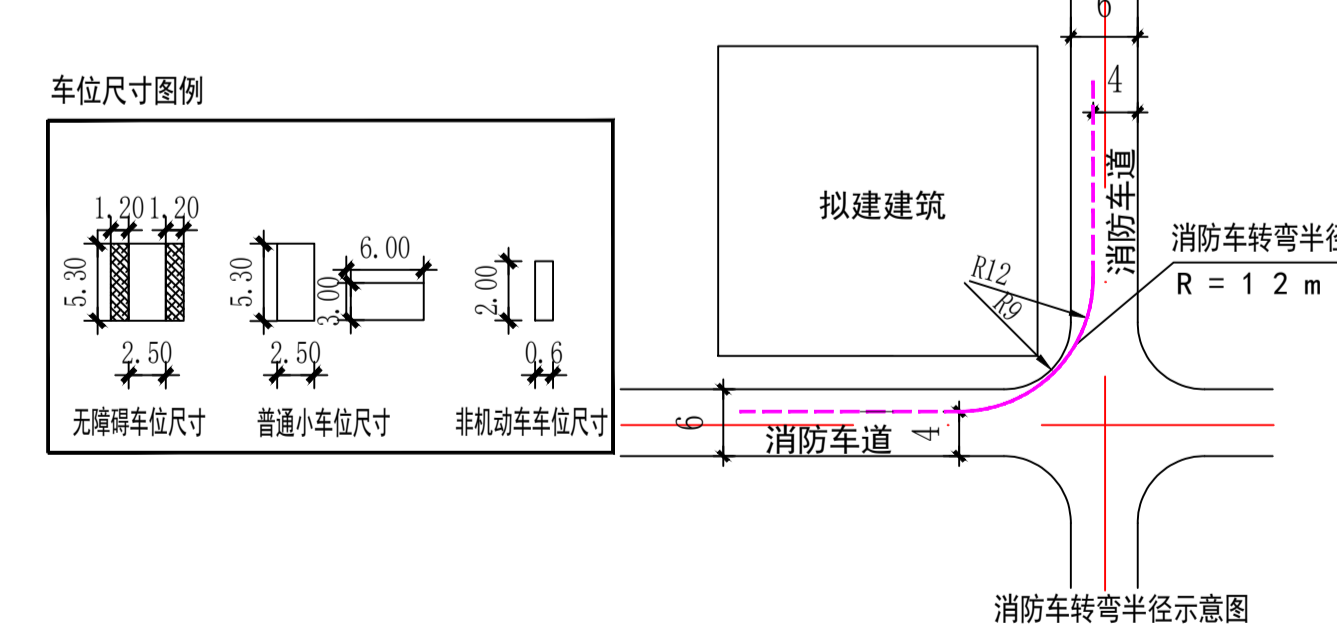 车位尺寸图例
1.20
1.20
5.30
2.50
无障碍车位尺寸
5.30
2.50
6.00
3.00
普通小车位尺寸
2.00
0.6
非机动车车位尺寸
6
4
拟建建筑
消防车道
R12
R9
消防车转弯半径
R = 1 2 m
6
消防车道
4
消防车转弯半径示意图